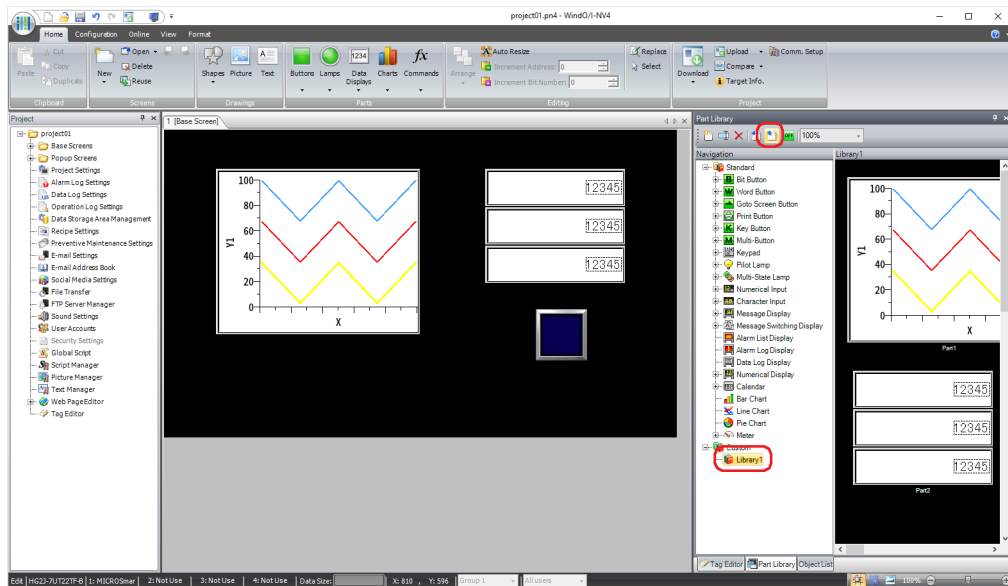 project01.pn4 - WindO/I-NV4
Home Configuration Online View Format
Cut
Copy
Duplicate
Paste
Clipboard
New
Open
Delete
Reuse
Screens
Shapes Picture Text
Drawings
1234
Buttons Lamps Data Displays Charts Commands
fx
Parts
Arrange
Auto Resize
Increment Address: 0
Increment Bit Number: 0
Replace
Select
Editing
Download
Upload
Compare
Target Info.
Comm. Setup
Project
Project
project01
Base Screens
Popup Screens
Project Settings
Alarm Log Settings
Data Log Settings
Operation Log Settings
Data Storage Area Management
Recipe Settings
Preventive Maintenance Settings
E-mail Settings
E-mail Address Book
Social Media Settings
File Transfer
FTP Server Manager
Sound Settings
User Accounts
Security Settings
Global Script
Script Manager
Picture Manager
Text Manager
Web PageEditor
Tag Editor
1 [Base Screen]
100
80
60
40
20
0
Y1
X
12345
12345
12345
Part Library
OFF
100%
Navigation
Standard
Bit Button
Word Button
Goto Screen Button
Print Button
Key Button
Multi-Button
Keypad
Pilot Lamp
Multi-State Lamp
Numerical Input
Character Input
Message Display
Message Switching Display
Alarm List Display
Alarm Log Display
Data Log Display
Numerical Display
Calendar
Bar Chart
Line Chart
Pie Chart
Meter
Custom
Library1
Library1
100
80
60
40
20
0
Y1
X
Part1
12345
12345
12345
Part2
Tag Editor Part Library Object List
Edit HG2J-7UT22TF-B 1: MICROSmar 2: Not Use 3: Not Use 4: Not Use Data Size: X: 810 , Y: 596 Group 1 All users 100%